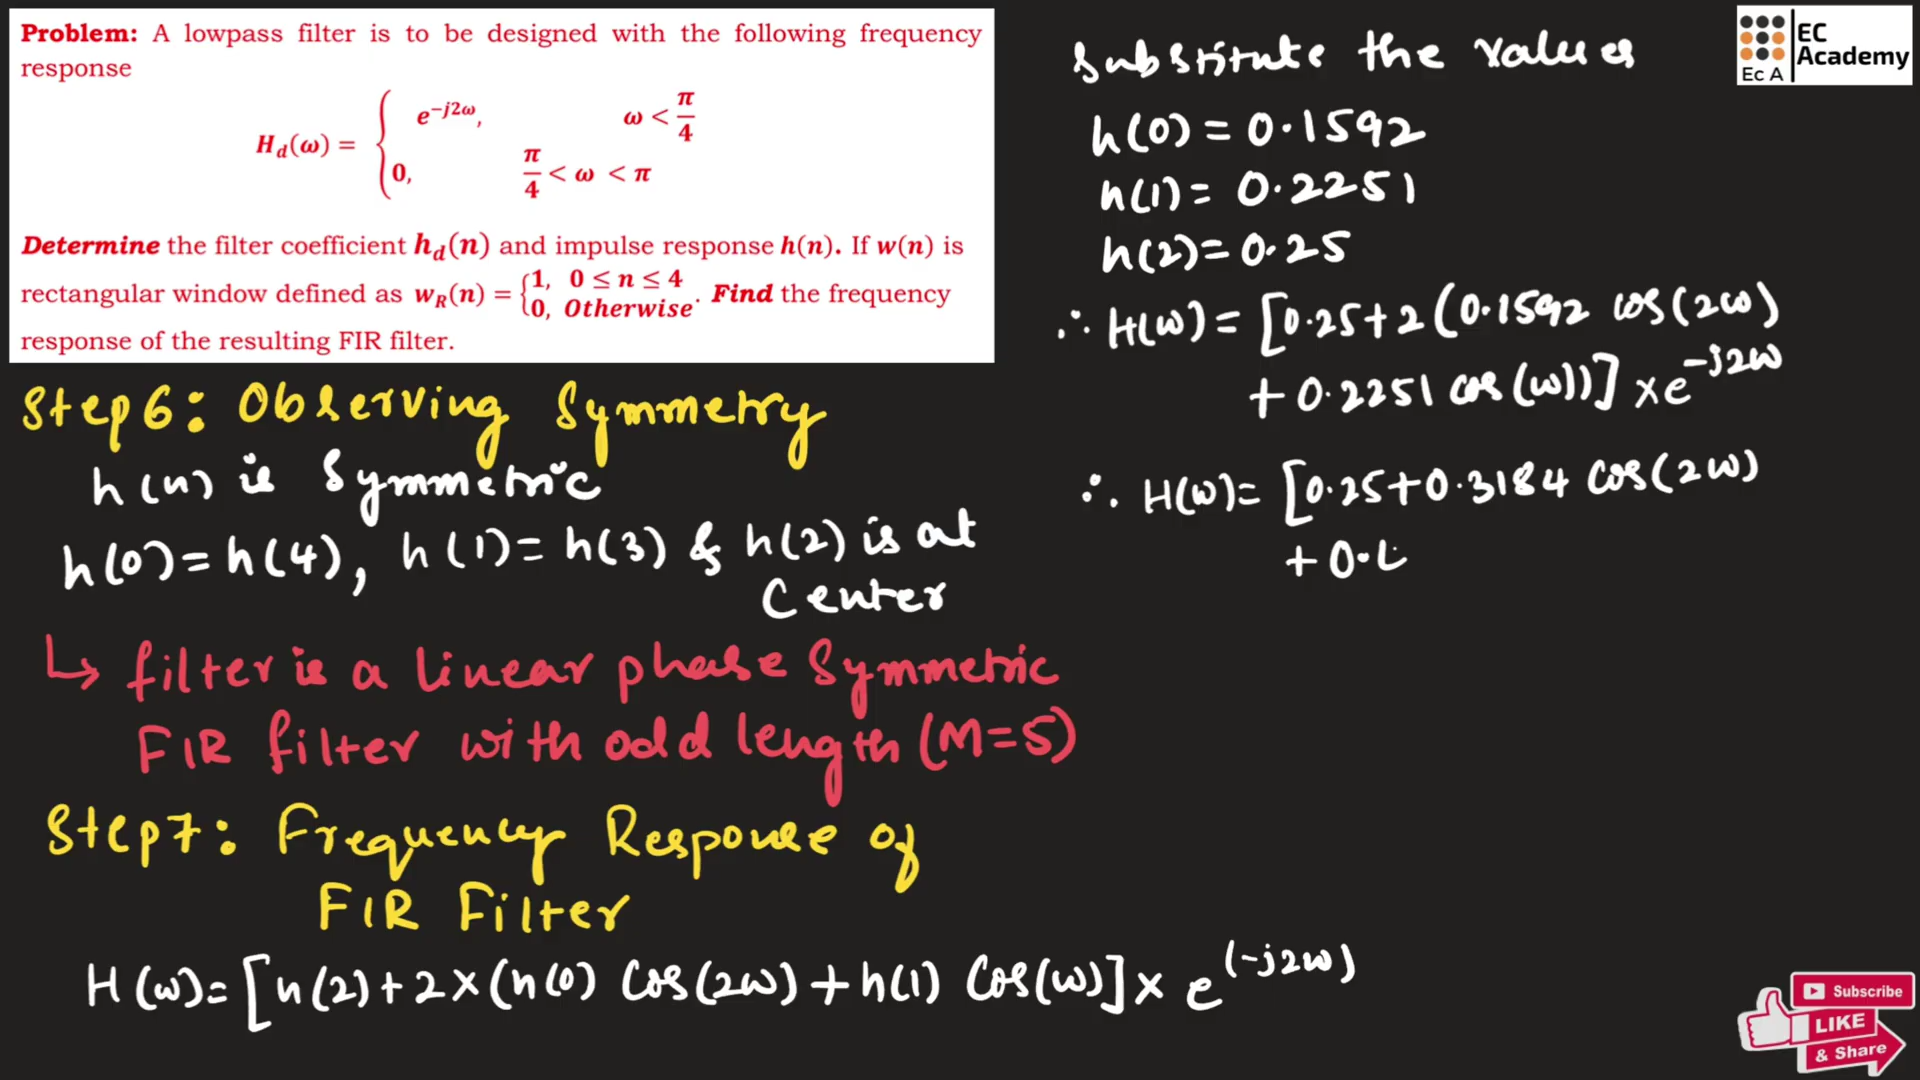 Problem: A lowpass filter is to be designed with the following frequency
response
H_d(ω) = { e^{-j2ω}, ω < π/4
0, π/4 < ω < π
Determine the filter coefficient h_d(n) and impulse response h(n). If w(n) is
rectangular window defined as w_R(n) = { 1, 0 ≤ n ≤ 4
0, Otherwise . Find the frequency
response of the resulting FIR filter.
Step 6: Observing Symmetry
h(n) is Symmetric
h(0) = h(4), h(1) = h(3) & h(2) is at
Center
↳ filter is a linear phase Symmetric
FIR filter with odd length (M=5)
Step 7: Frequency Response of
FIR Filter
H(ω) = [h(2) + 2 × (h(0) Cos(2ω) + h(1) Cos(ω)] × e^(-j2ω)
Substitute the values
h(0) = 0.1592
h(1) = 0.2251
h(2) = 0.25
∴ H(ω) = [0.25 + 2 (0.1592 cos(2ω)
+ 0.2251 cos(ω))] × e^{-j2ω}
∴ H(ω) = [0.25 + 0.3184 cos(2ω)
+ 0.
EC
Academy
Ec A
Subscribe
LIKE
& Share